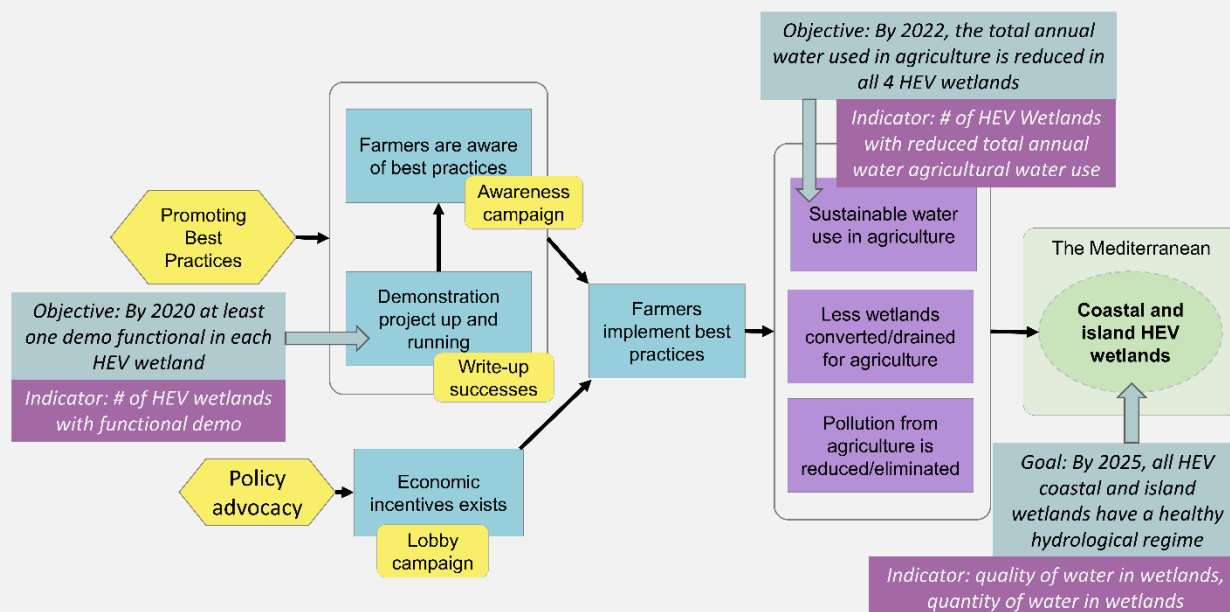 Objective: By 2022, the total annual
water used in agriculture is reduced in
all 4 HEV wetlands
Indicator: # of HEV Wetlands
with reduced total annual
water agricultural water use
Farmers are aware
of best practices
Awareness
campaign
Promoting
Best
Practices
Objective: By 2020 at least
one demo functional in each
HEV wetland
Indicator: # of HEV wetlands
with functional demo
Demonstration
project up and
running
Write-up
successes
Policy
advocacy
Economic
incentives exists
Lobby
campaign
Farmers
implement best
practices
Sustainable water
use in agriculture
Less wetlands
converted/drained
for agriculture
Pollution from
agriculture is
reduced/eliminated
The Mediterranean
Coastal and
island HEV
wetlands
Goal: By 2025, all HEV
coastal and island
wetlands have a healthy
hydrological regime
Indicator: quality of water in wetlands,
quantity of water in wetlands